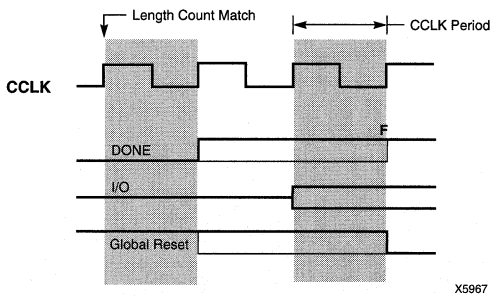 Length Count Match
CCLK Period
CCLK
F
DONE
I/O
Global Reset
X5967